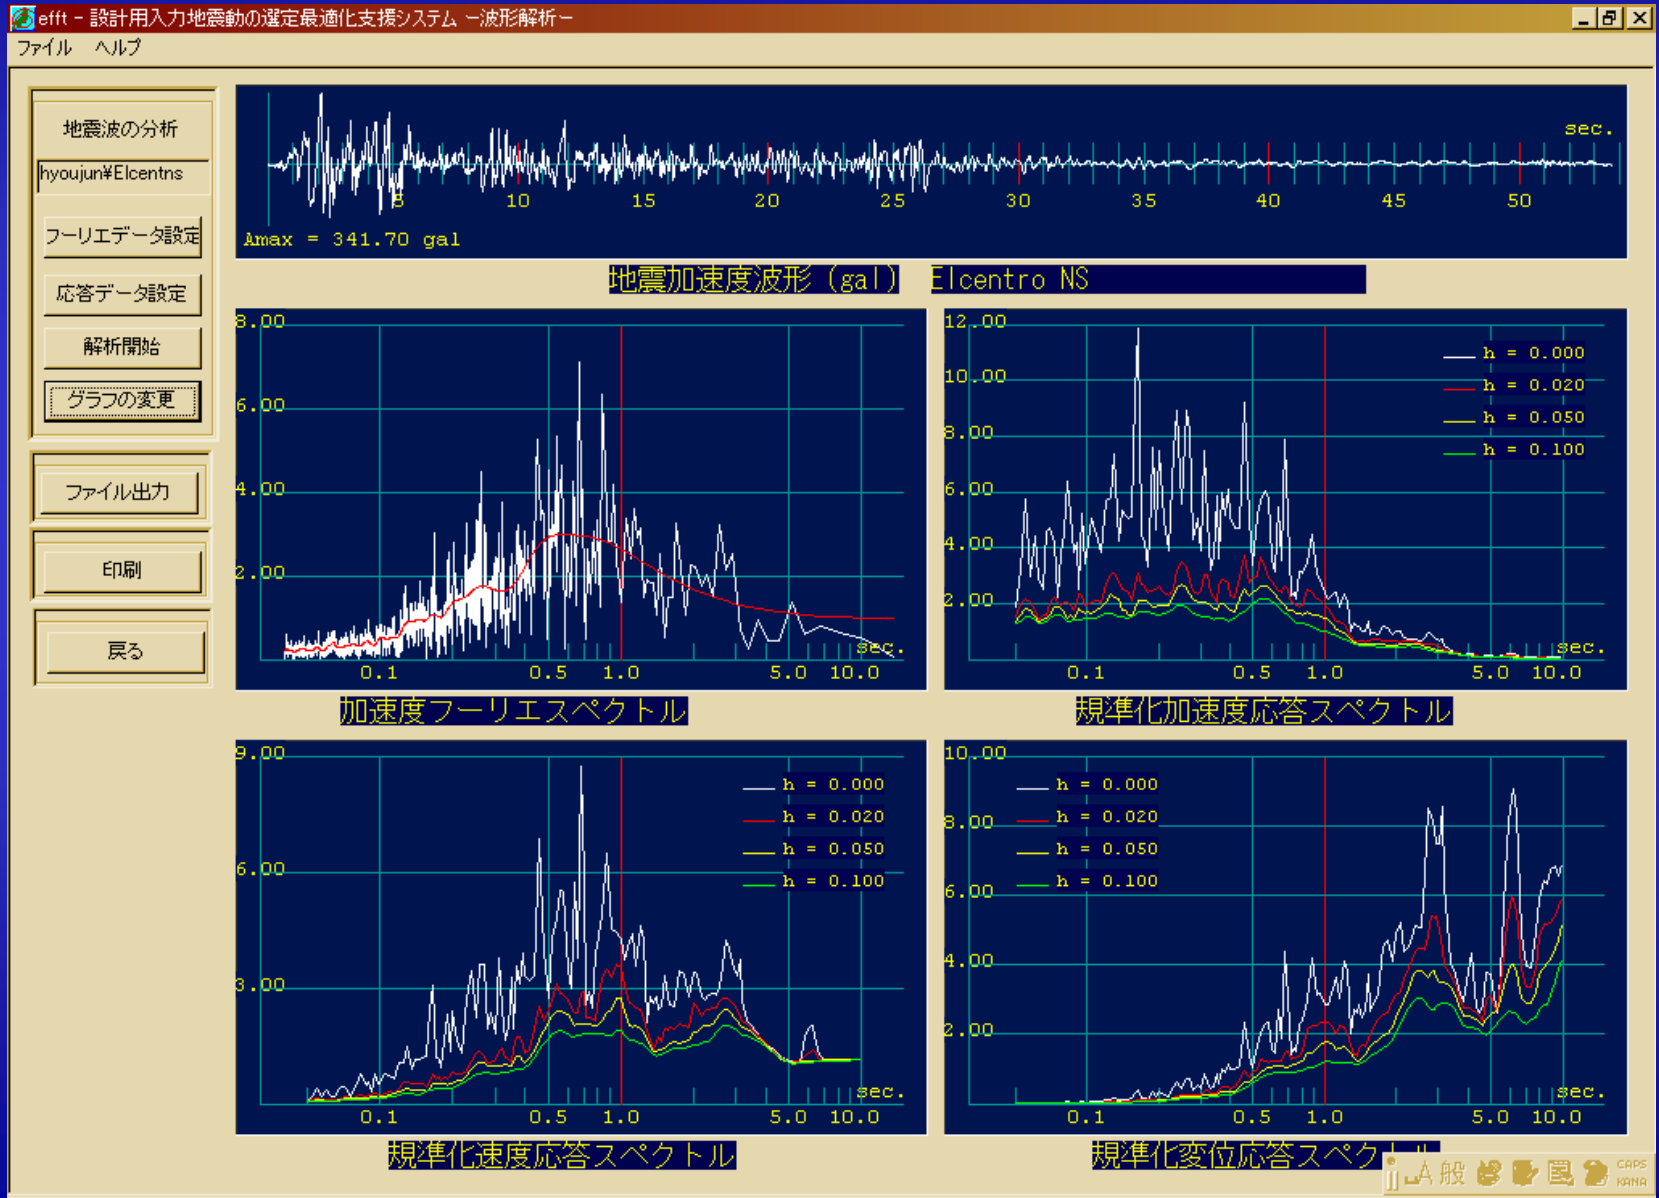 efft - 設計用入力地震動の選定最適化支援システム ー波形解析ー
ファイル ヘルプ
地震波の分析
hyoujun¥Elcentns
フーリエデータ設定
応答データ設定
解析開始
グラフの変更
ファイル出力
印刷
戻る
sec.
5 10 15 20 25 30 35 40 45 50
Amax = 341.70 gal
地震加速度波形 (gal) Elcentro NS
8.00
6.00
4.00
2.00
sec.
0.1 0.5 1.0 5.0 10.0
加速度フーリエスペクトル
12.00
10.00
8.00
6.00
4.00
2.00
h = 0.000
h = 0.020
h = 0.050
h = 0.100
sec.
0.1 0.5 1.0 5.0 10.0
規準化加速度応答スペクトル
9.00
6.00
3.00
h = 0.000
h = 0.020
h = 0.050
h = 0.100
sec.
0.1 0.5 1.0 5.0 10.0
規準化速度応答スペクトル
10.00
8.00
6.00
4.00
2.00
h = 0.000
h = 0.020
h = 0.050
h = 0.100
sec.
0.1 0.5 1.0 5.0 10.0
規準化変位応答スペク
A 般
CAPS
KANA